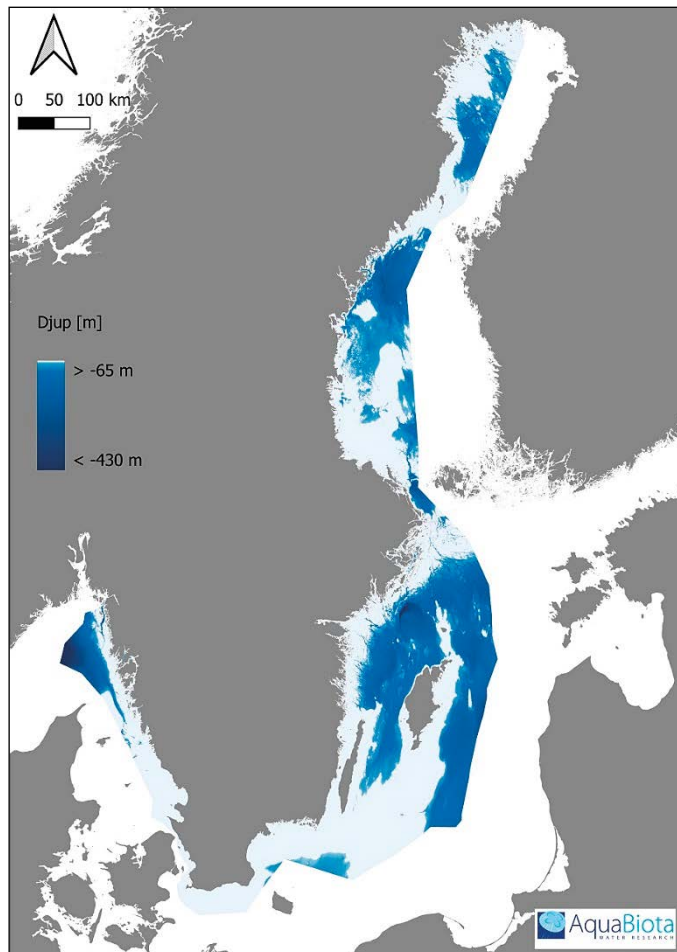 0 50 100 km
Djup [m]
> -65 m
< -430 m
AquaBiota
WATER RESEARCH